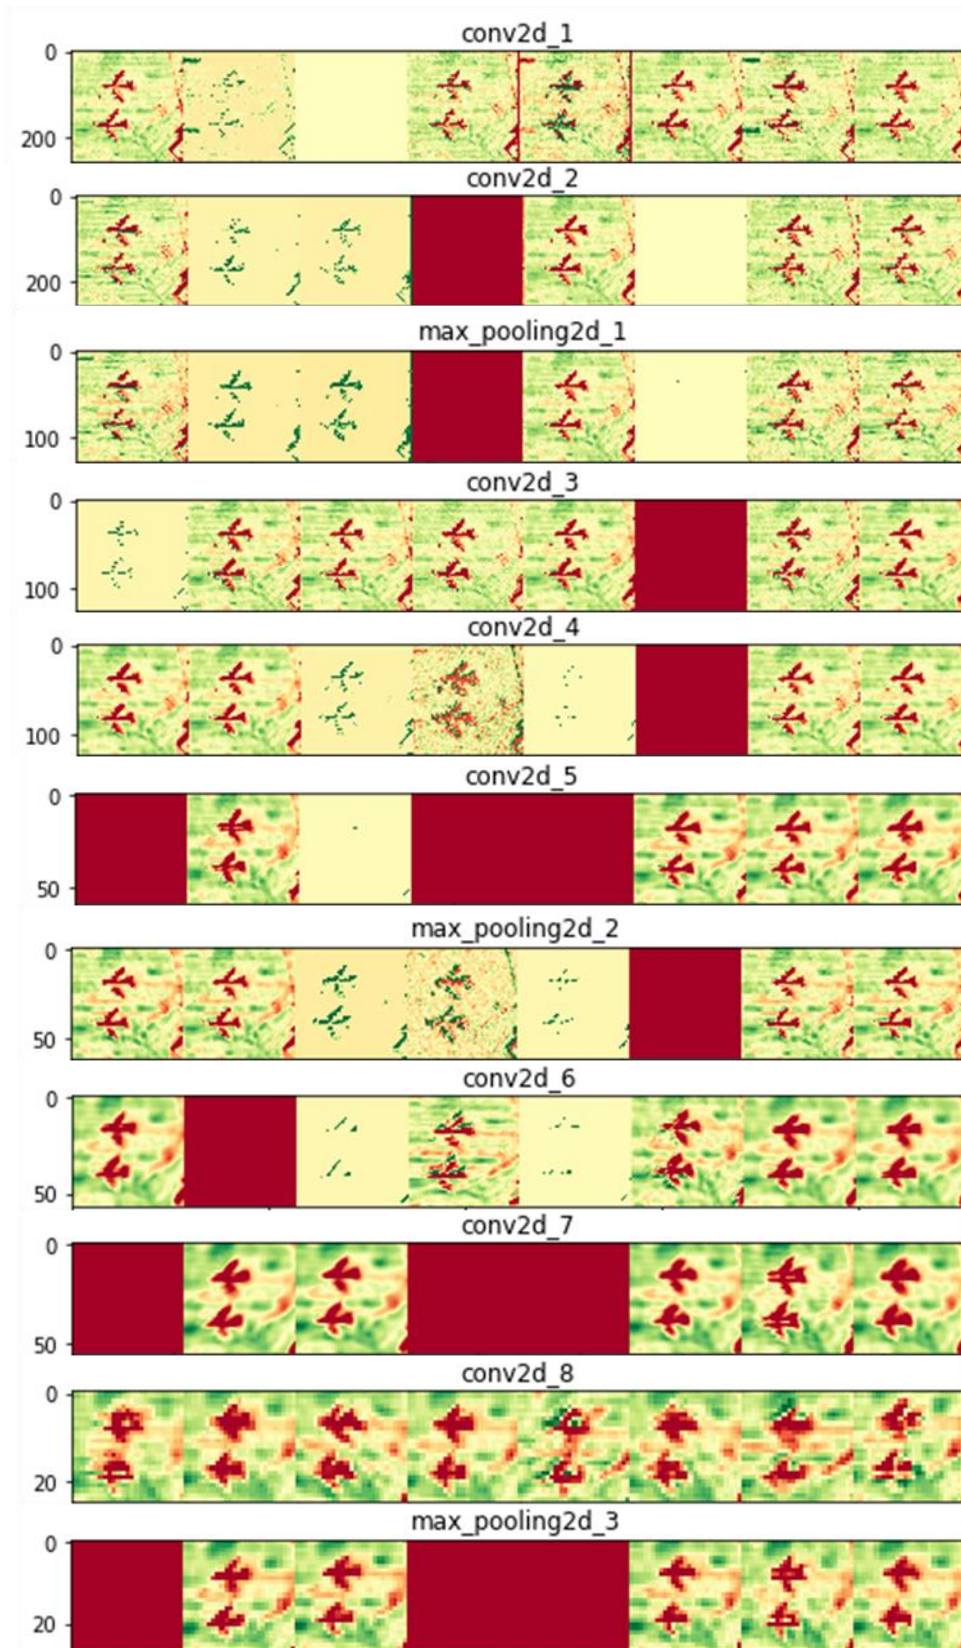 conv2d_1
0
200
conv2d_2
0
200
max_pooling2d_1
0
100
conv2d_3
0
100
conv2d_4
0
100
conv2d_5
0
50
max_pooling2d_2
0
50
conv2d_6
0
50
conv2d_7
0
50
conv2d_8
0
20
max_pooling2d_3
0
20